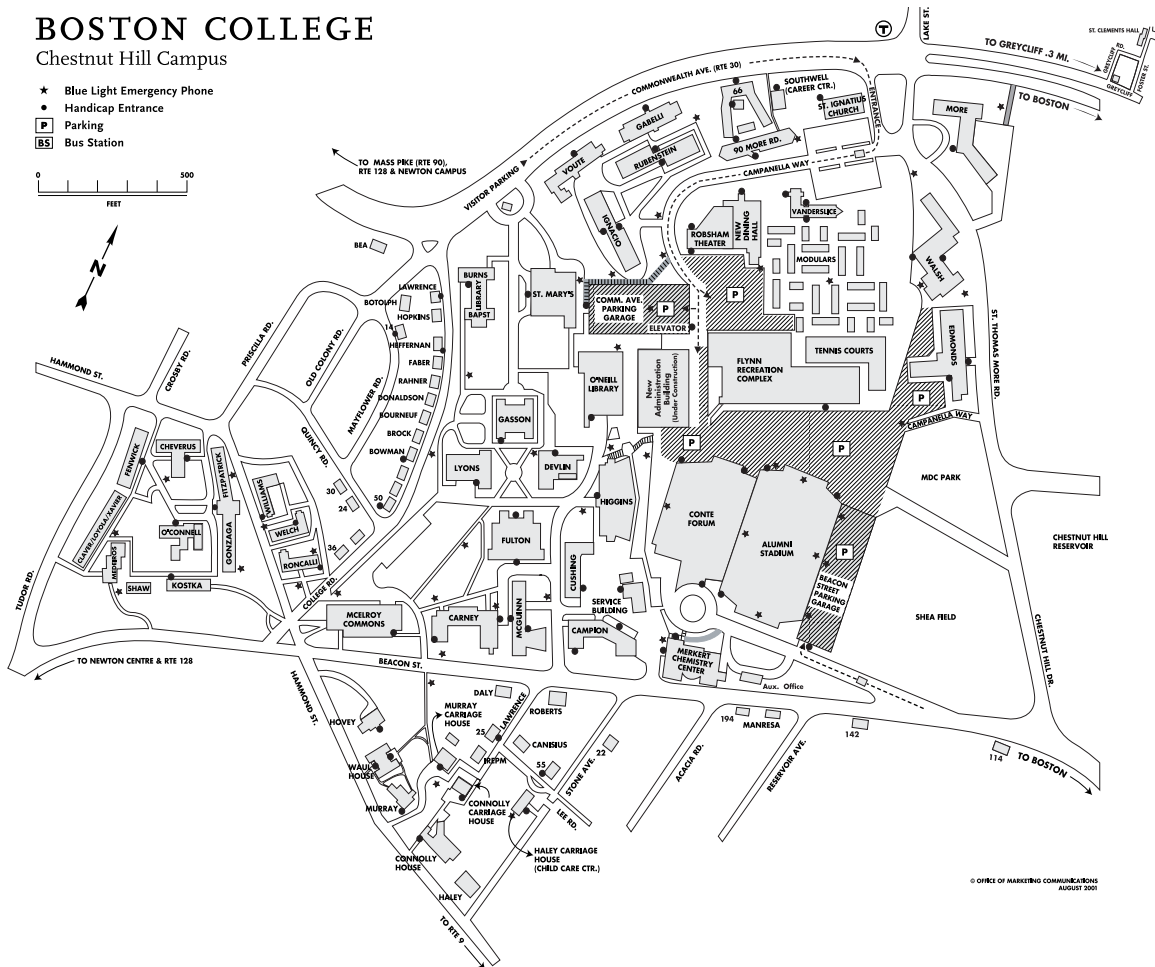 BOSTON COLLEGE
Chestnut Hill Campus
★ Blue Light Emergency Phone
• Handicap Entrance
P Parking
BS Bus Station
0 500
FEET
N
T
LAKE ST.
TO GREYCLIFF .3 MI.
ST. CLEMENTS HALL
GREYCLIFF
RD.
FOSTER ST.
GREYCLIFF
TO BOSTON
COMMONWEALTH AVE. (RTE 30)
SOUTHWELL
(CAREER CTR.)
66
ST. IGNATIUS
CHURCH
ENTRANCE
MORE
GABELLI
90 MORE RD.
RUBENSTEIN
VOUTE
CAMPANELLA WAY
TO MASS PIKE (RTE 90),
RTE 128 & NEWTON CAMPUS
VISITOR PARKING
IGNACIO
ROBSHAM
THEATER
NEW
DINING
HALL
VANDERSLICE
MODULARS
WALSH
BEA
BURNS
LIBRARY
BAPST
ST. MARY'S
COMM. AVE.
PARKING
GARAGE
P
ELEVATOR
P
LAWRENCE
BOTOLPH
HOPKINS
14
HEFFERNAN
FABER
RAHNER
DONALDSON
BOURNEUF
BROCK
BOWMAN
50
ST. THOMAS MORE RD.
EDMONDS
TENNIS COURTS
FLYNN
RECREATION
COMPLEX
P
CAMPANELLA WAY
O'NEILL
LIBRARY
New
Administration
Building
(Under Construction)
PRISCILLA RD.
OLD COLONY RD.
MAYFLOWER RD.
CROSBY RD.
HAMMOND ST.
QUINCY RD.
GASSON
LYONS
DEVLIN
P
P
MDC PARK
FENWICK
CHEVERUS
FITZPATRICK
WILLIAMS
30
24
36
CLAVER/LOYOLA/XAVIER
O'CONNELL
GONZAGA
WELCH
RONCALLI
MEDEIROS
SHAW
KOSTKA
TUDOR RD.
COLLEGE RD.
HIGGINS
CONTE
FORUM
ALUMNI
STADIUM
P
BEACON
STREET
PARKING
GARAGE
CHESTNUT HILL
RESERVOIR
SHEA FIELD
CHESTNUT HILL DR.
FULTON
CUSHING
SERVICE
BUILDING
MCELROY
COMMONS
CARNEY
MCGUINN
CAMPION
MERKERT
CHEMISTRY
CENTER
Aux. Office
TO NEWTON CENTRE & RTE 128
BEACON ST.
HAMMOND ST.
DALY
LAWRENCE
ROBERTS
MURRAY
CARRIAGE
HOUSE
25
HOVEY
IREPM
CANISIUS
22
55
STONE AVE.
194
MANRESA
142
114
TO BOSTON
ACACIA RD.
RESERVOIR AVE.
WAUL
HOUSE
MURRAY
CONNOLLY
CARRIAGE
HOUSE
LEE RD.
CONNOLLY
HOUSE
HALEY CARRIAGE
HOUSE
(CHILD CARE CTR.)
HALEY
TO RTE 9
© OFFICE OF MARKETING COMMUNICATIONS
AUGUST 2001